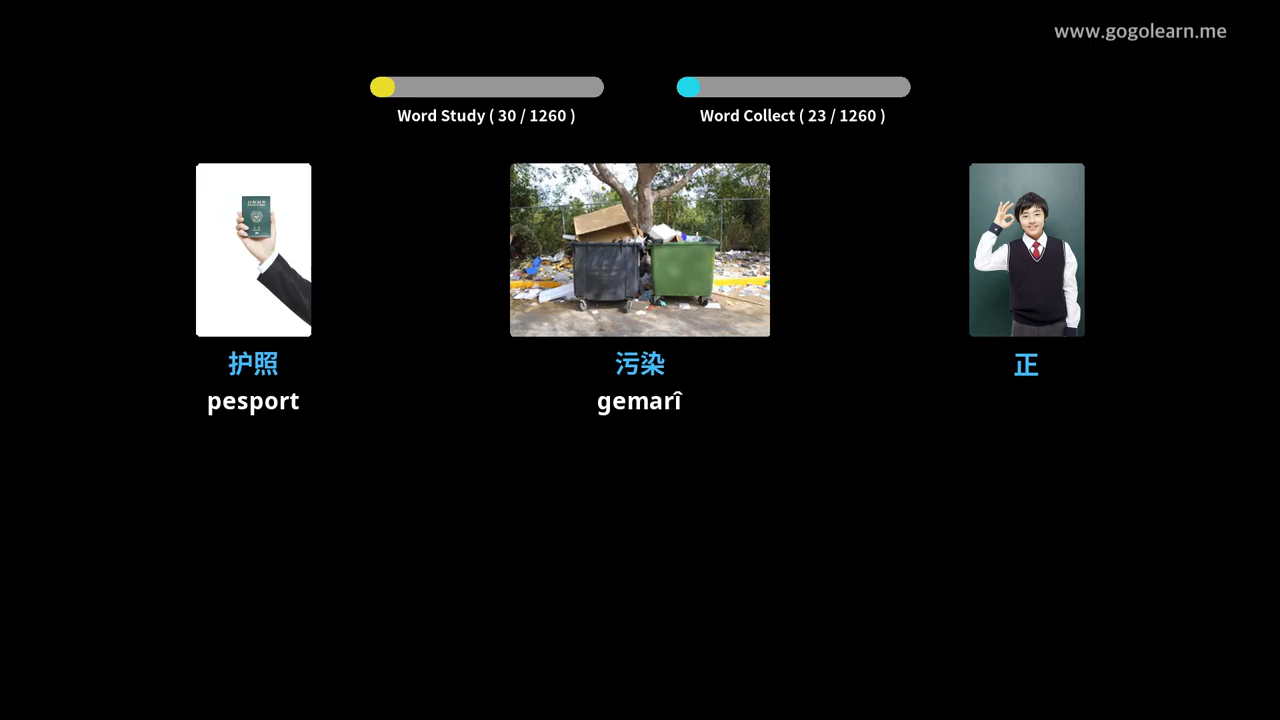 www.gogolearn.me
Word Study ( 30 / 1260 )
Word Collect ( 23 / 1260 )
护照
污染
正
pesport
gemarî